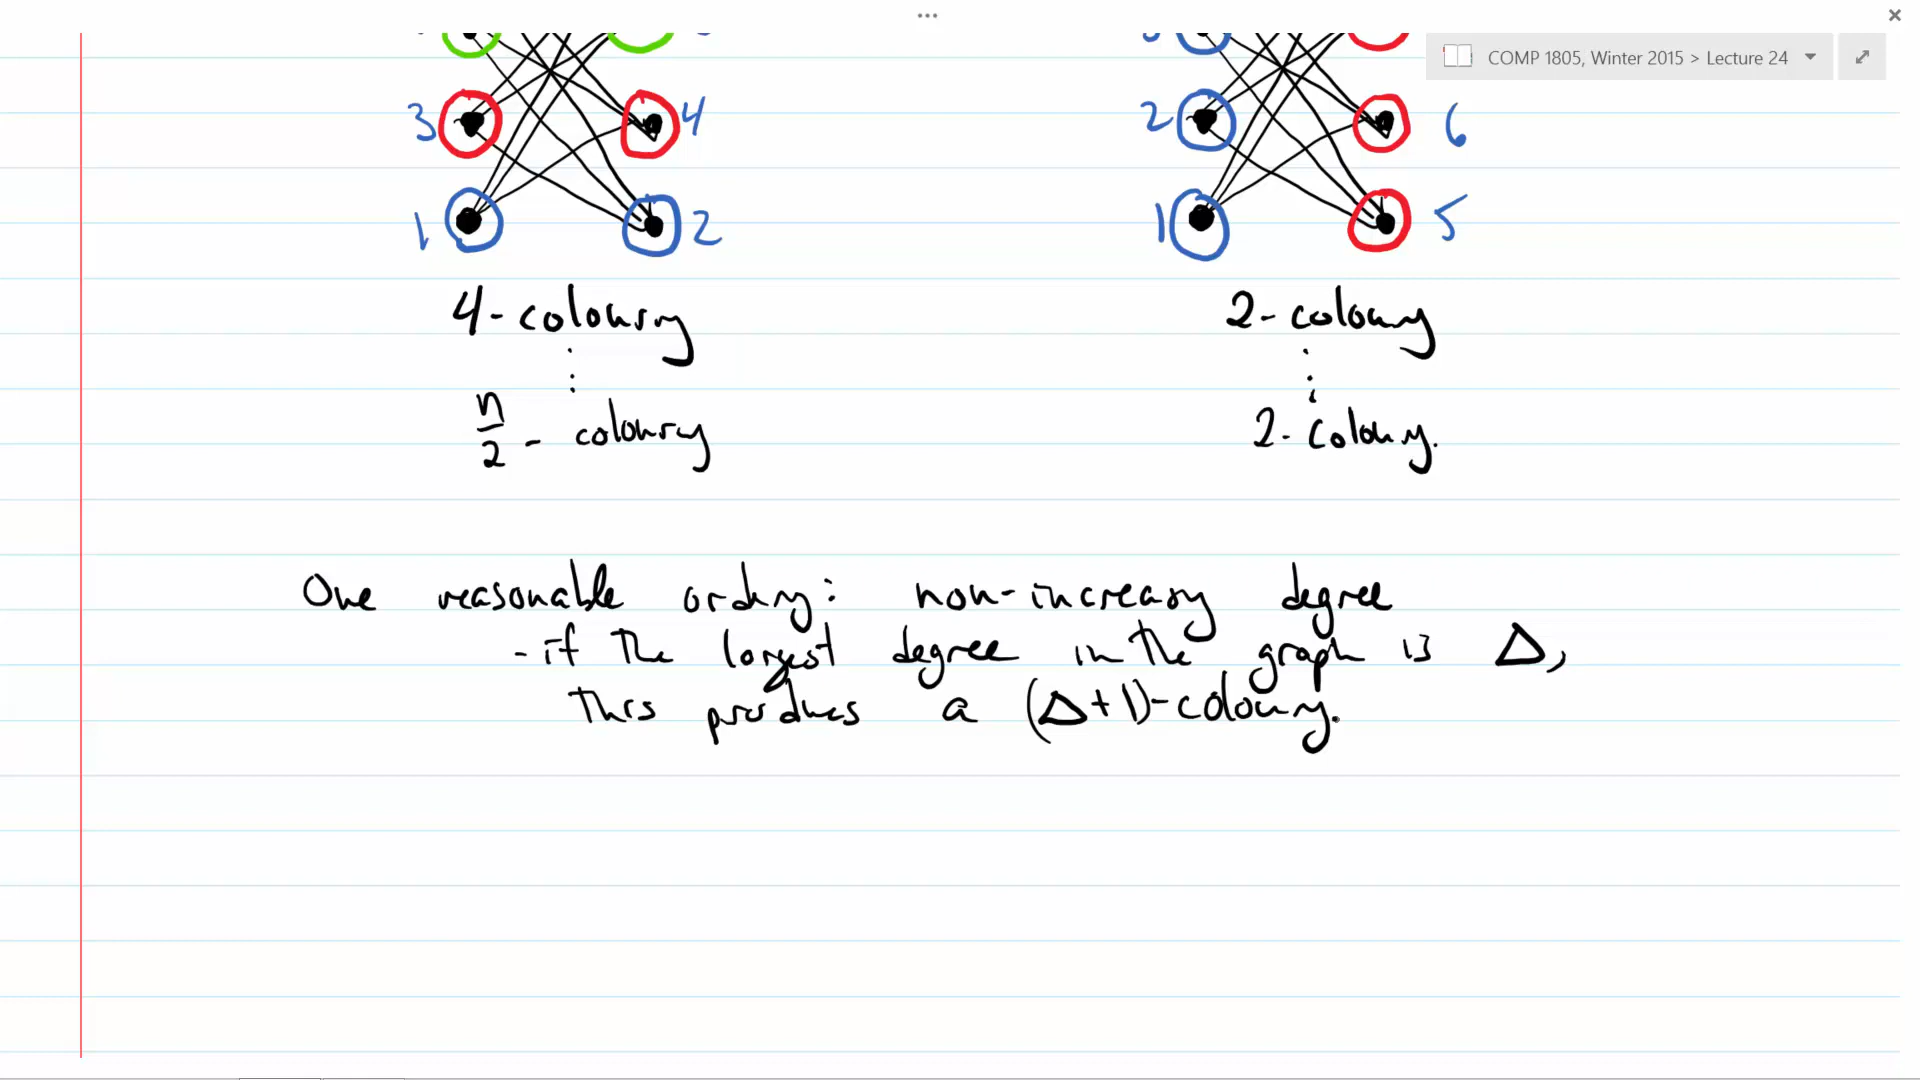 COMP 1805, Winter 2015 > Lecture 24
3 4 2 6
1 2 1 5
4-colouring 2-colouring
n/2 - colouring 2-colouring.
One reasonable ordering: non-increasing degree
- if the largest degree in the graph is Δ,
this produces a (Δ+1)-colouring.